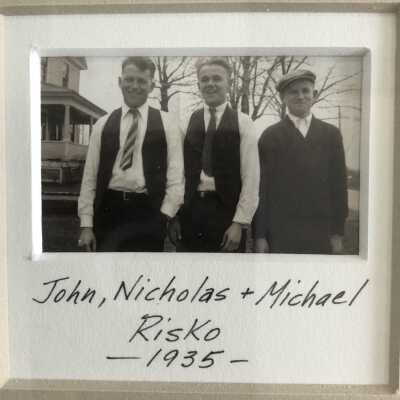 John, Nicholas + Michael
Risko
- 1935 -